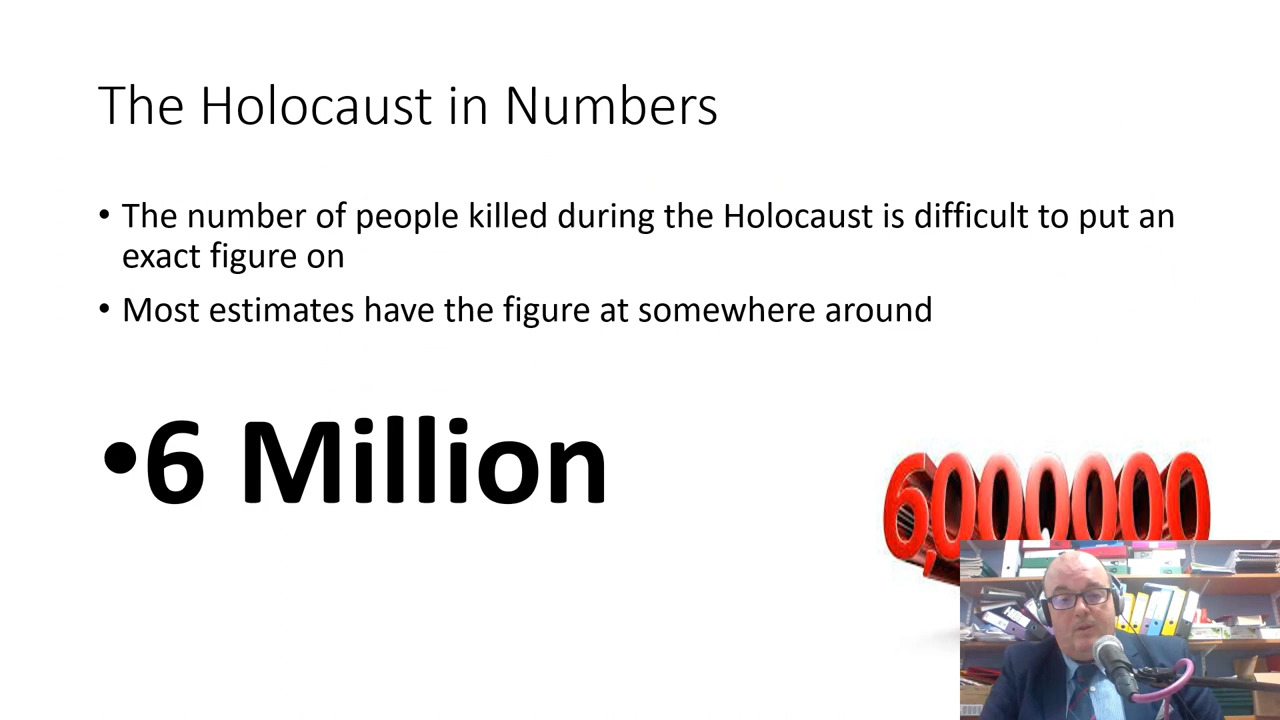 The Holocaust in Numbers
• The number of people killed during the Holocaust is difficult to put an
exact figure on
• Most estimates have the figure at somewhere around
•6 Million
6,000,000